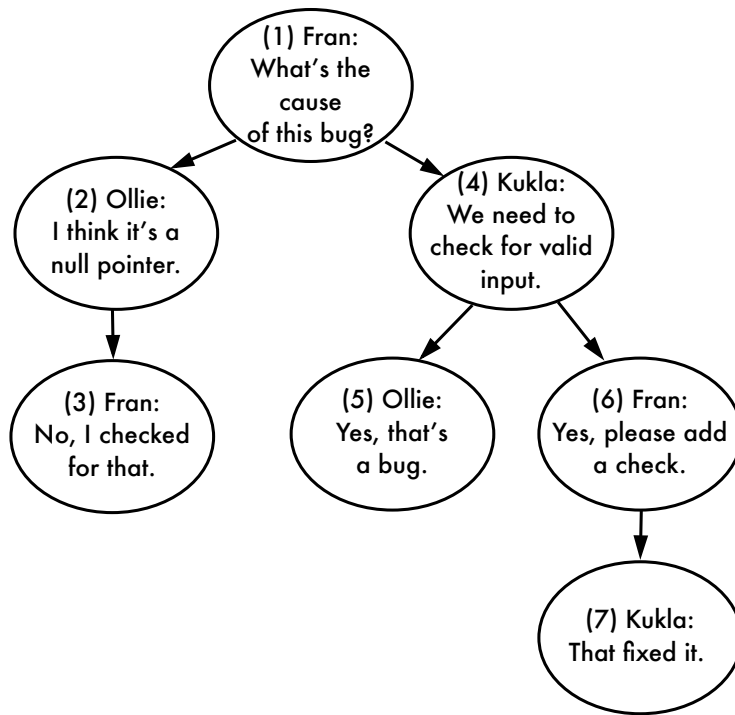 (1) Fran:
What's the
cause
of this bug?
(2) Ollie:
I think it's a
null pointer.
(4) Kukla:
We need to
check for valid
input.
(3) Fran:
No, I checked
for that.
(5) Ollie:
Yes, that's
a bug.
(6) Fran:
Yes, please add
a check.
(7) Kukla:
That fixed it.